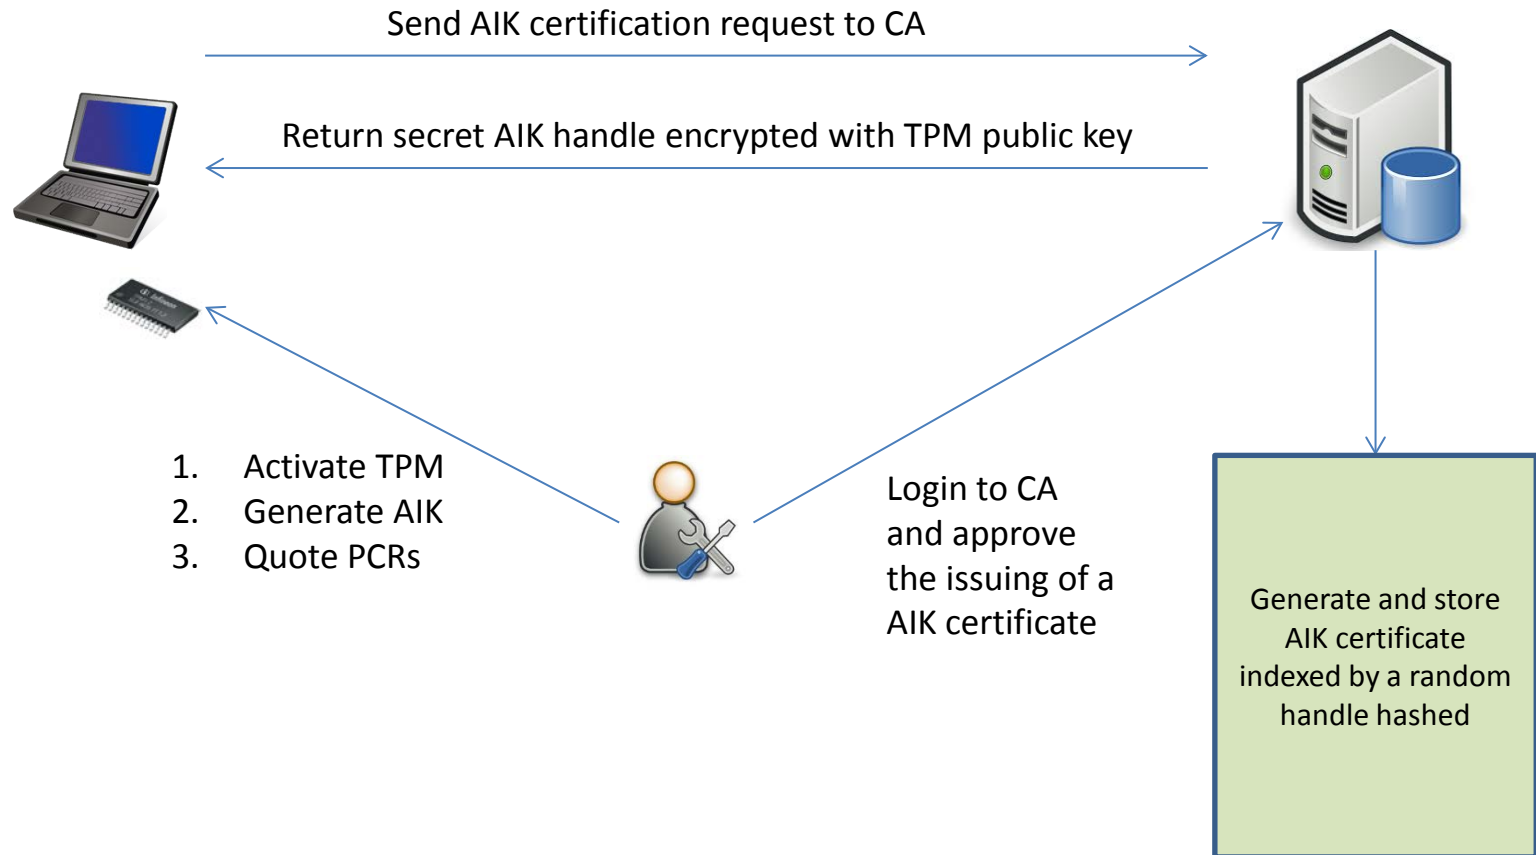 Send AIK certification request to CA
Return secret AIK handle encrypted with TPM public key
Infineon
1. Activate TPM
2. Generate AIK
3. Quote PCRs
Login to CA
and approve
the issuing of a
AIK certificate
Generate and store
AIK certificate
indexed by a random
handle hashed